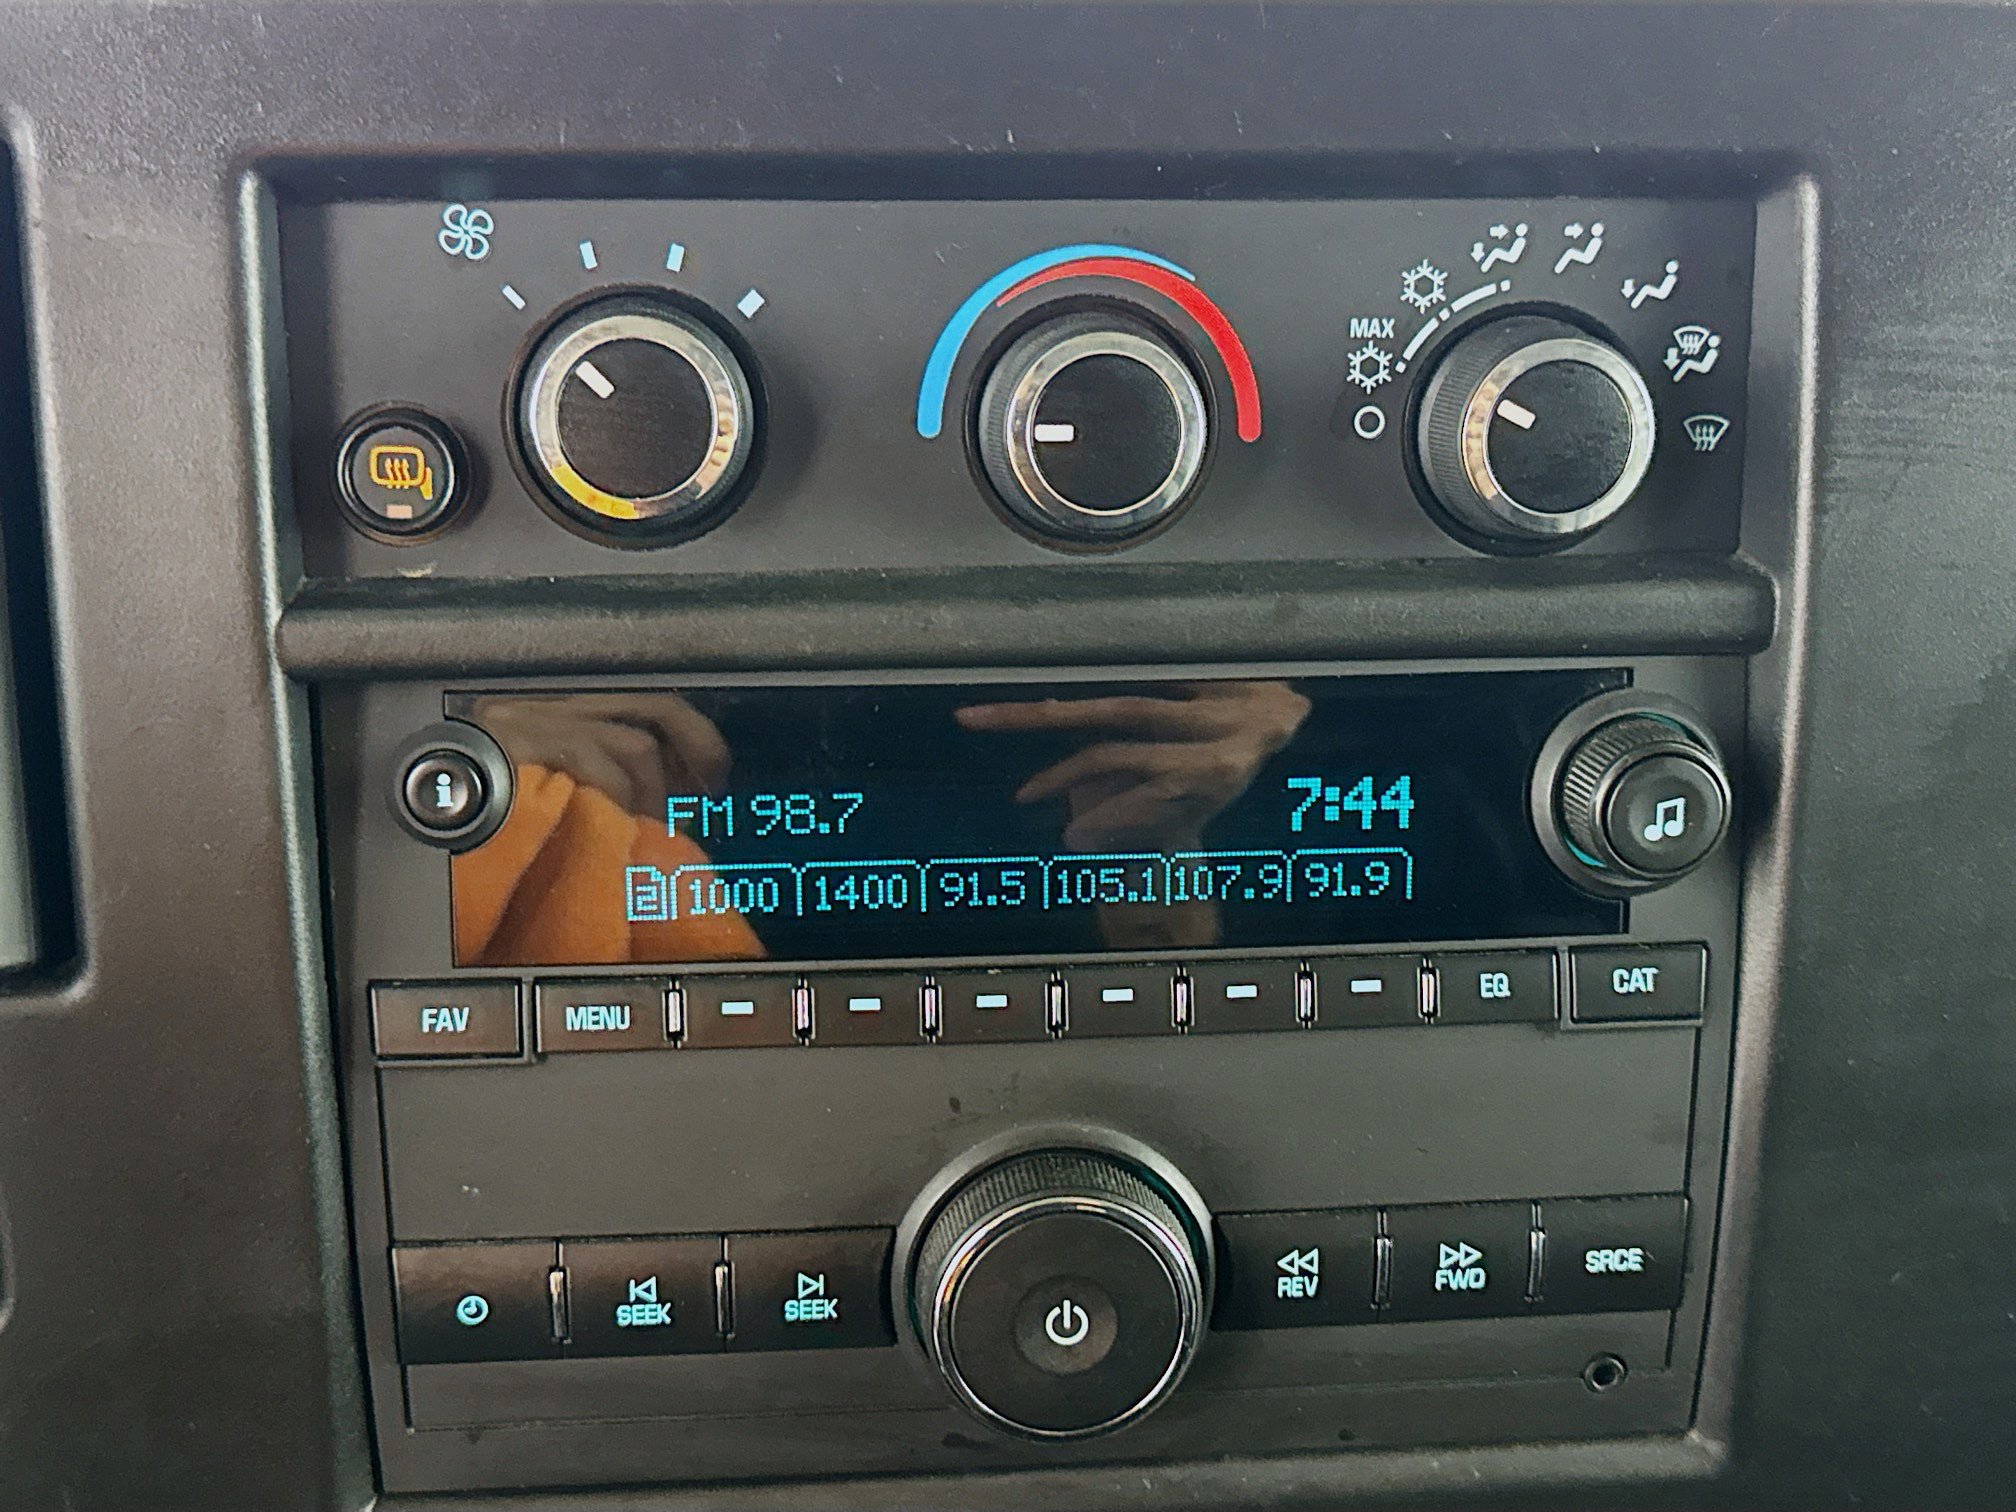 MAX
i
FM 98.7 7:44
2 1000 1400 91.5 105.1 107.9 91.9
FAV MENU EQ CAT
SEEK SEEK REV FWD SRCE